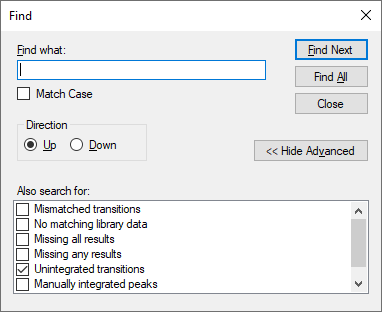 Find
Find what:
Find Next
Find All
Match Case
Close
Direction
Up Down
<< Hide Advanced
Also search for:
Mismatched transitions
No matching library data
Missing all results
Missing any results
Unintegrated transitions
Manually integrated peaks